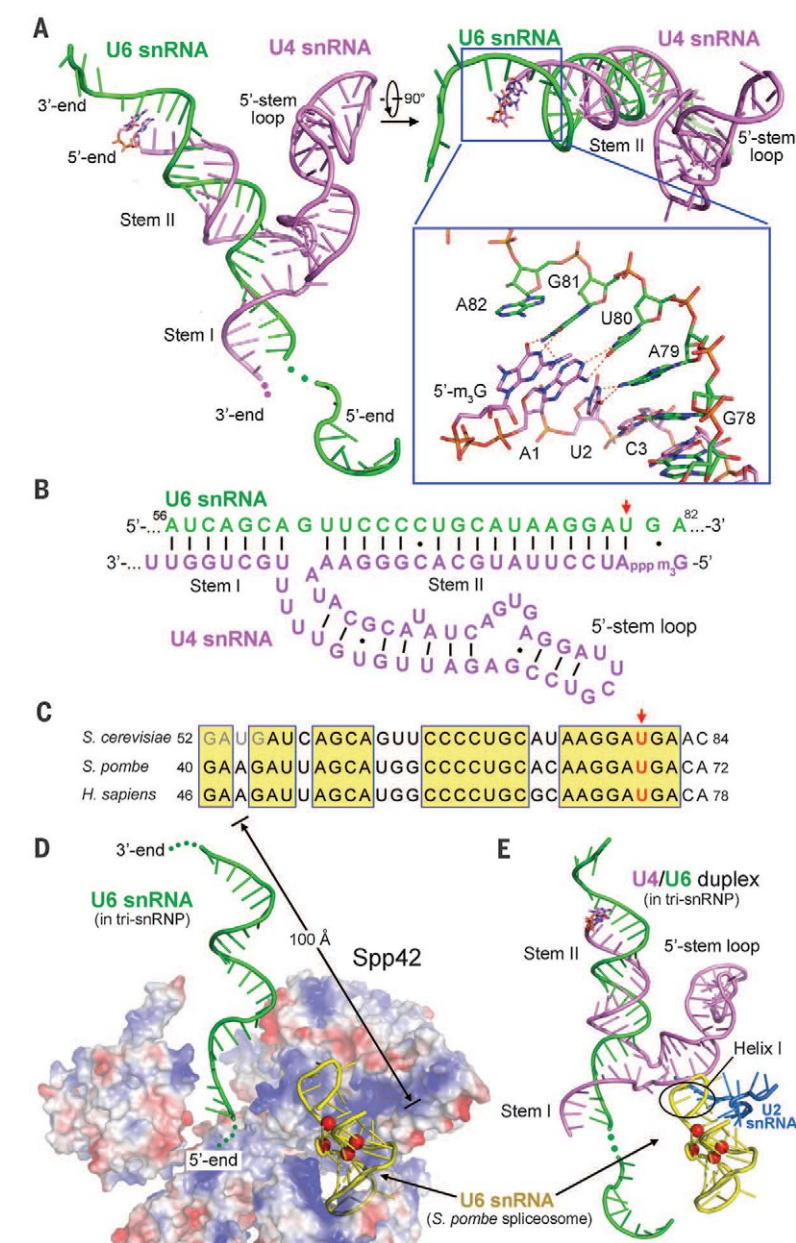 A
U6 snRNA
U4 snRNA
3'-end
5'-end
5'-stem
loop
Stem II
Stem I
3'-end
5'-end
90°
U6 snRNA
U4 snRNA
Stem II
5'-stem
loop
G81
A82
U80
A79
5'-m₃G
G78
A1
U2
C3
B
U6 snRNA
5'-...⁵⁶AUCAGCAGUUCCCCUGCAUAAGGAUGA⁸²...-3'
3'-...UUGGUCGU
AAGGGCACGUAUUCCUAppp m₃G -5'
Stem I
Stem II
U4 snRNA
5'-stem loop
C
S. cerevisiae 52 GAUGAUCAGCAGUUCCCCUGCAUAAGGAUGAAC 84
S. pombe 40 GAAGAUUAGCAUGGCCCCUGCACAAGGAUGACA 72
H. sapiens 46 GAAGAUUAGCAUGGCCCCUGCGCAAGGAUGACA 78
D
3'-end
U6 snRNA
(in tri-snRNP)
100 Å
Spp42
5'-end
E
U4/U6 duplex
(in tri-snRNP)
Stem II
5'-stem loop
Helix I
Stem I
U2
snRNA
U6 snRNA
(S. pombe spliceosome)